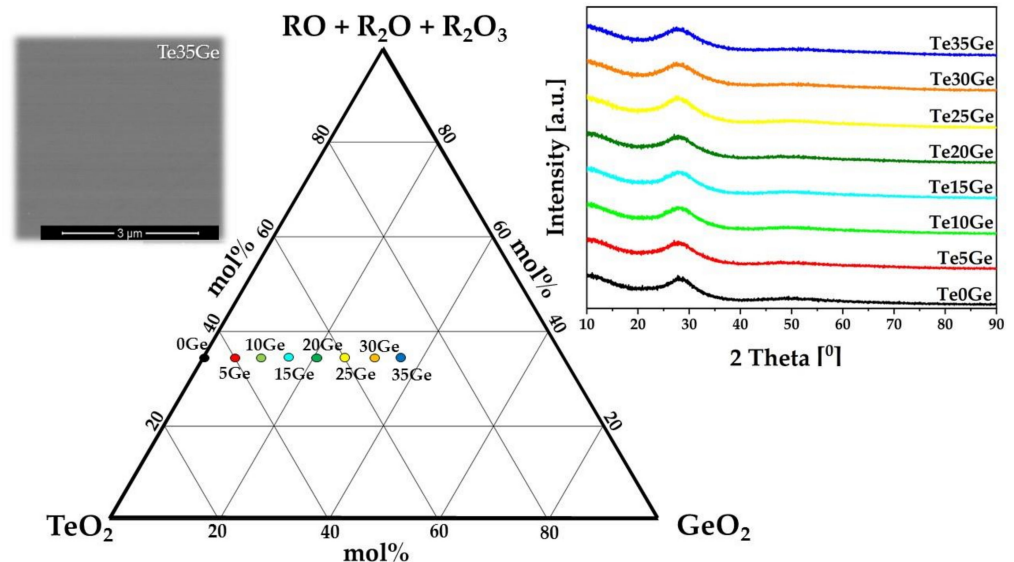 Te35Ge
3 µm
RO + R₂O + R₂O₃
80
80
60
60
mol%
mol%
40
40
0Ge
10Ge
20Ge
30Ge
5Ge
15Ge
25Ge
35Ge
20
20
TeO₂
20
40
60
80
GeO₂
mol%
Intensity [a.u.]
Te35Ge
Te30Ge
Te25Ge
Te20Ge
Te15Ge
Te10Ge
Te5Ge
Te0Ge
10 20 30 40 50 60 70 80 90
2 Theta [⁰]